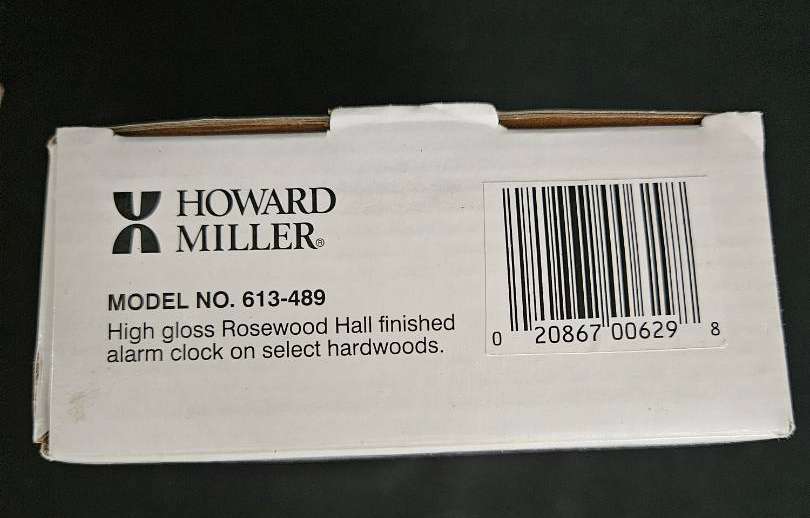 HOWARD
MILLER®
MODEL NO. 613-489
High gloss Rosewood Hall finished
alarm clock on select hardwoods.
0 20867 00629 8